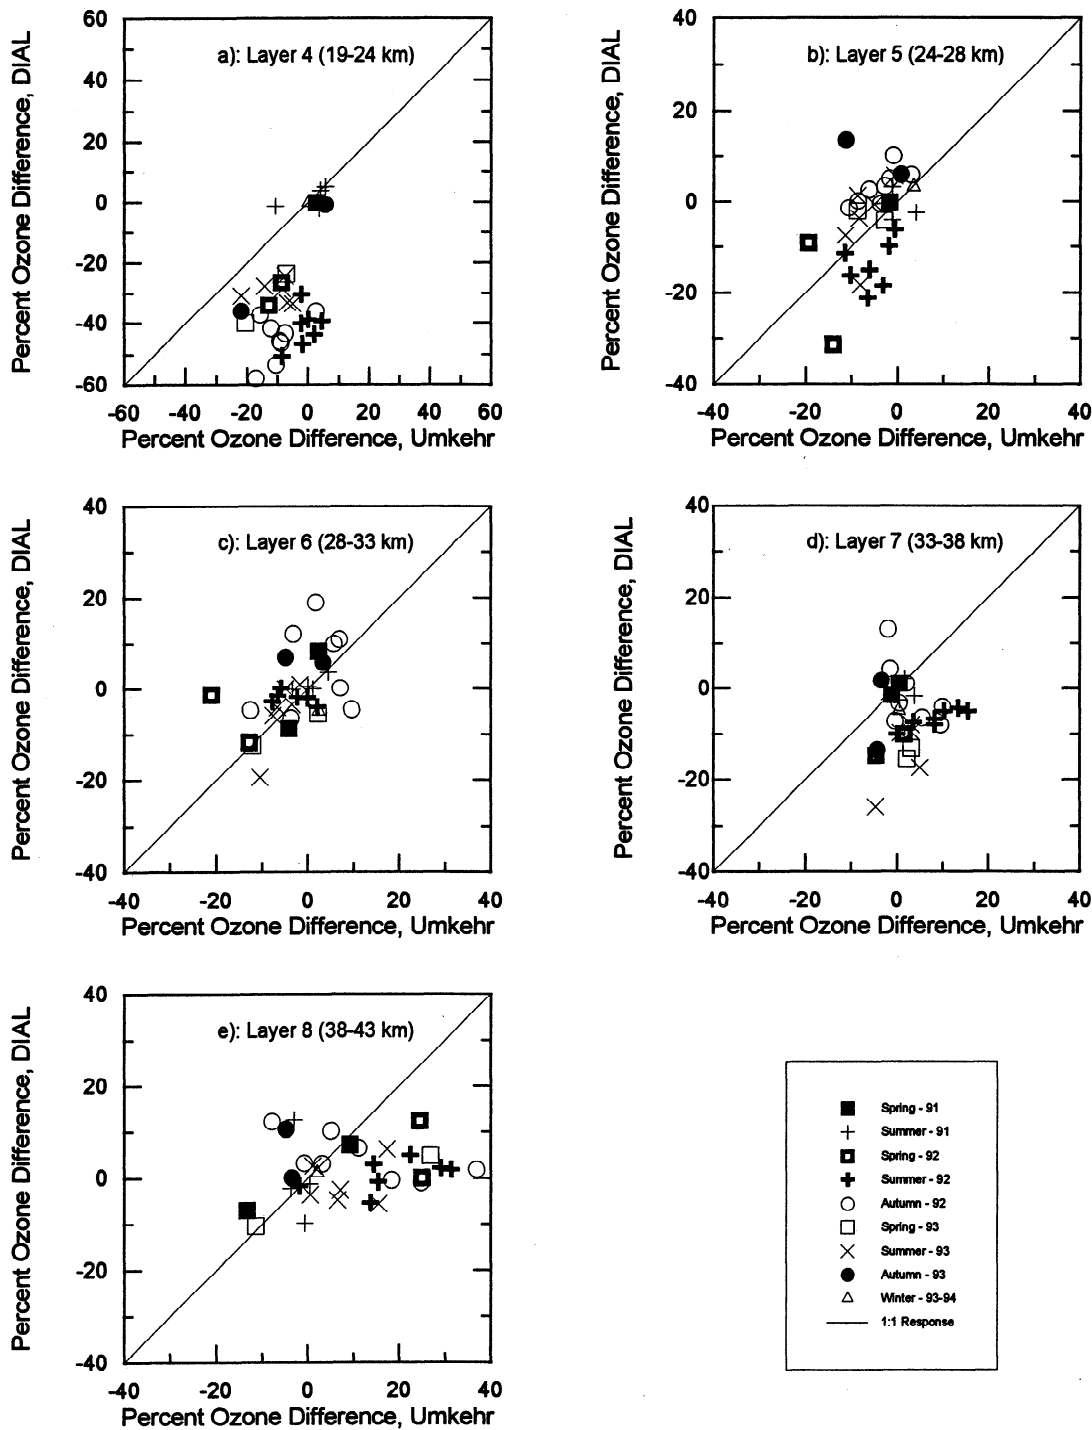 a): Layer 4 (19-24 km)
Percent Ozone Difference, DIAL
60
40
20
0
-20
-40
-60
-60 -40 -20 0 20 40 60
Percent Ozone Difference, Umkehr
b): Layer 5 (24-28 km)
Percent Ozone Difference, DIAL
40
20
0
-20
-40
-40 -20 0 20 40
Percent Ozone Difference, Umkehr
c): Layer 6 (28-33 km)
Percent Ozone Difference, DIAL
40
20
0
-20
-40
-40 -20 0 20 40
Percent Ozone Difference, Umkehr
d): Layer 7 (33-38 km)
Percent Ozone Difference, DIAL
40
20
0
-20
-40
-40 -20 0 20 40
Percent Ozone Difference, Umkehr
e): Layer 8 (38-43 km)
Percent Ozone Difference, DIAL
40
20
0
-20
-40
-40 -20 0 20 40
Percent Ozone Difference, Umkehr
Spring - 91
Summer - 91
Spring - 92
Summer - 92
Autumn - 92
Spring - 93
Summer - 93
Autumn - 93
Winter - 93-94
1:1 Response